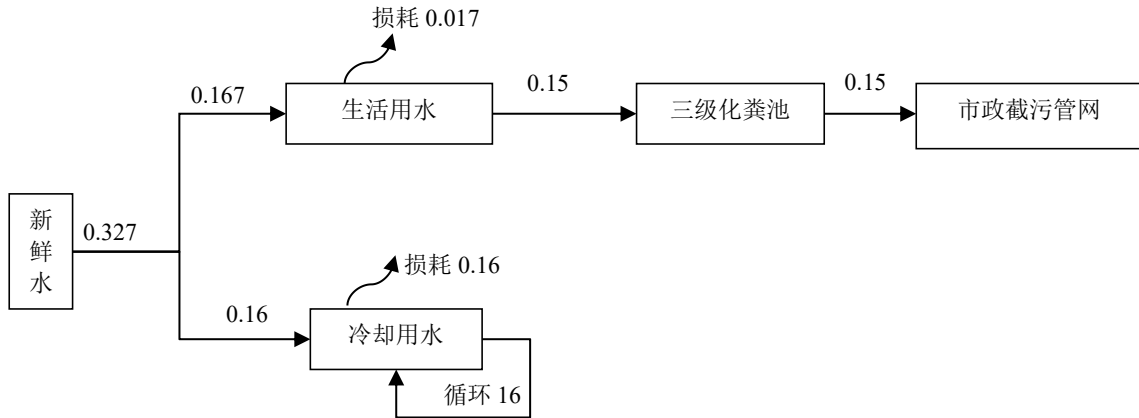 损耗 0.017
0.167
生活用水
0.15
三级化粪池
0.15
市政截污管网
新
鲜
水
0.327
损耗 0.16
0.16
冷却用水
循环 16